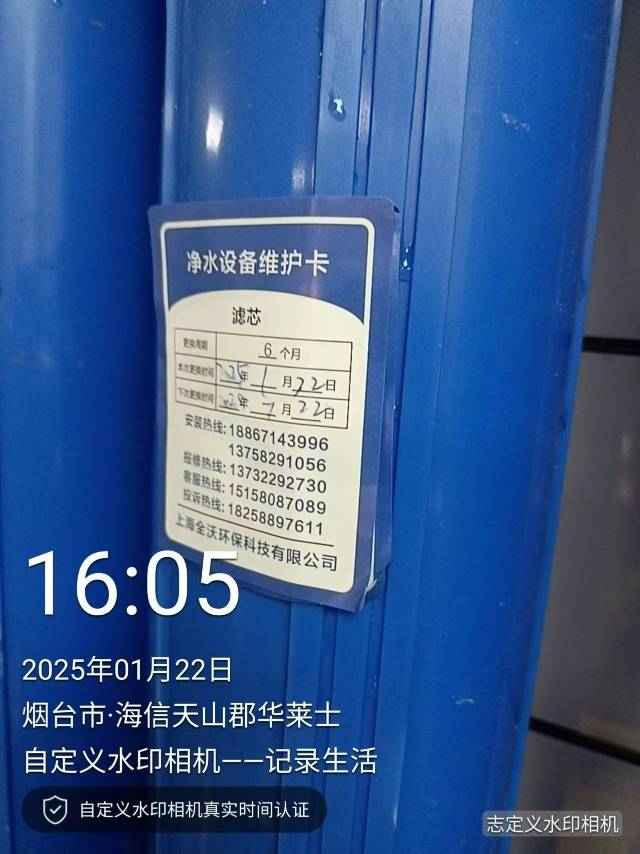 净水设备维护卡
滤芯
更换周期 6 个月
本次更换时间 25年 1 月 22日
下次更换时间 年 7 月 22日
安装热线:18867143996
13758291056
报修热线:13732292730
客服热线:15158087089
投诉热线:18258897611
上海全沃环保科技有限公司
16:05
2025年01月22日
烟台市·海信天山郡华莱士
自定义水印相机——记录生活
自定义水印相机真实时间认证
志定义水印相机